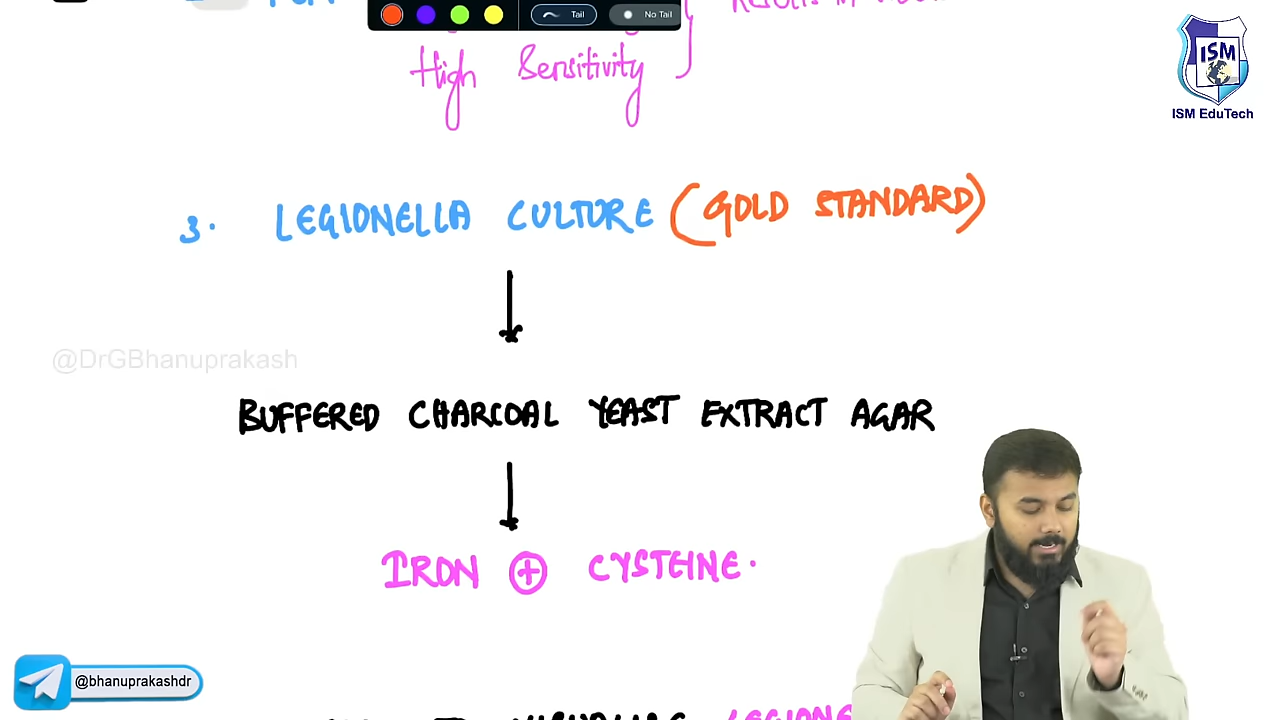 Tail
No Tail
High Sensitivity
ISM
ISM EduTech
3. LEGIONELLA CULTURE (GOLD STANDARD)
@DrGBhanuprakash
BUFFERED CHARCOAL YEAST EXTRACT AGAR
IRON + CYSTEINE.
@bhanuprakashdr